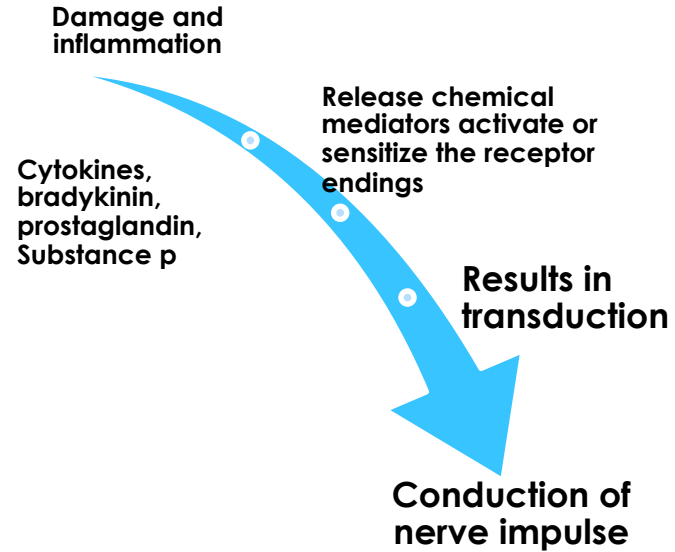 Damage and
inflammation
Release chemical
mediators activate or
sensitize the receptor
endings
Cytokines,
bradykinin,
prostaglandin,
Substance p
Results in
transduction
Conduction of
nerve impulse